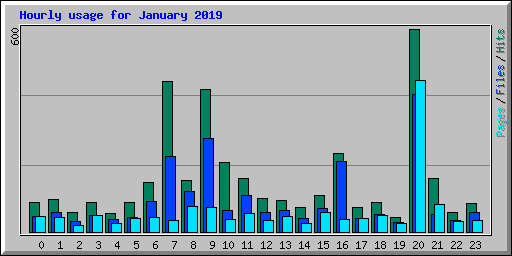 Hourly usage for January 2019
600
Pages / Files / Hits
0 1 2 3 4 5 6 7 8 9 10 11 12 13 14 15 16 17 18 19 20 21 22 23